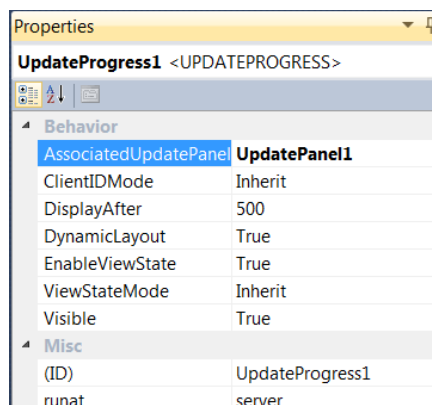 Properties
UpdateProgress1 <UPDATEPROGRESS>
Behavior
AssociatedUpdatePanel UpdatePanel1
ClientIDMode Inherit
DisplayAfter 500
DynamicLayout True
EnableViewState True
ViewStateMode Inherit
Visible True
Misc
(ID) UpdateProgress1
runat server